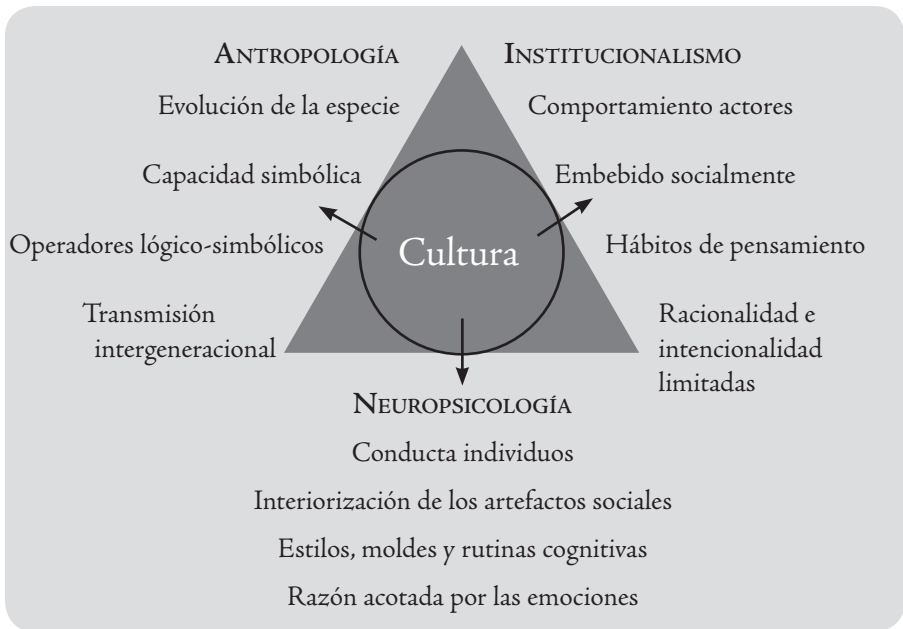 Antropología
Evolución de la especie
Capacidad simbólica
Operadores lógico-simbólicos
Transmisión
intergeneracional
Institucionalismo
Comportamiento actores
Embebido socialmente
Hábitos de pensamiento
Racionalidad e
intencionalidad
limitadas
Cultura
Neuropsicología
Conducta individuos
Interiorización de los artefactos sociales
Estilos, moldes y rutinas cognitivas
Razón acotada por las emociones